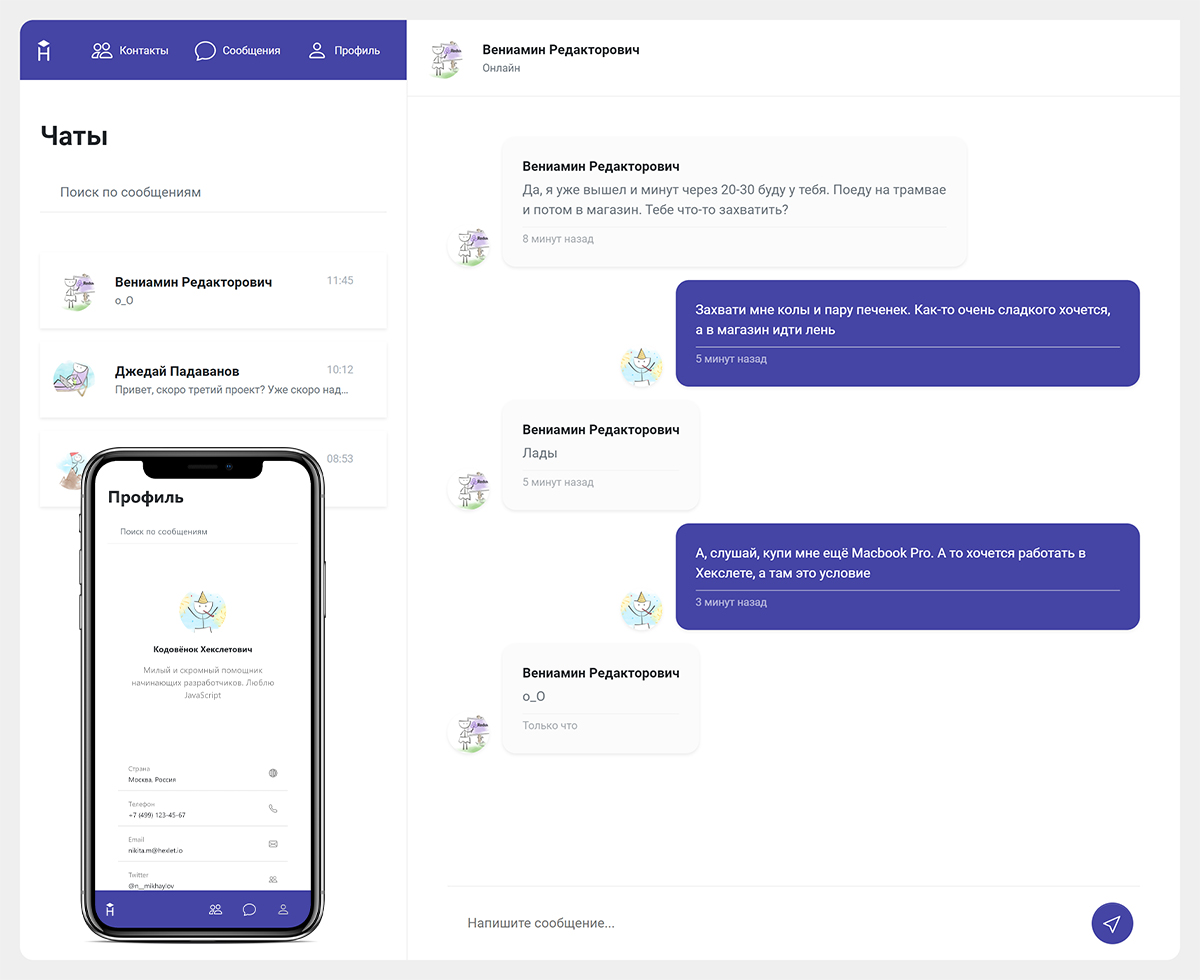 Контакты
Сообщения
Профиль
Чаты
Поиск по сообщениям
Вениамин Редакторович
11:45
o_O
Джедай Падаванов
10:12
Привет, скоро третий проект? Уже скоро над...
08:53
Профиль
Поиск по сообщениям
Кодовёнок Хекслетович
Милый и скромный помощник
начинающих разработчиков. Люблю
JavaScript
Страна
Москва, Россия
Телефон
+7 (499) 123-45-67
Email
nikita.m@hexlet.io
Twitter
@n__mikhaylov
Вениамин Редакторович
Онлайн
Вениамин Редакторович
Да, я уже вышел и минут через 20-30 буду у тебя. Поеду на трамвае
и потом в магазин. Тебе что-то захватить?
8 минут назад
Захвати мне колы и пару печенек. Как-то очень сладкого хочется,
а в магазин идти лень
5 минут назад
Вениамин Редакторович
Лады
5 минут назад
А, слушай, купи мне ещё Macbook Pro. А то хочется работать в
Хекслете, а там это условие
3 минут назад
Вениамин Редакторович
o_O
Только что
Напишите сообщение...